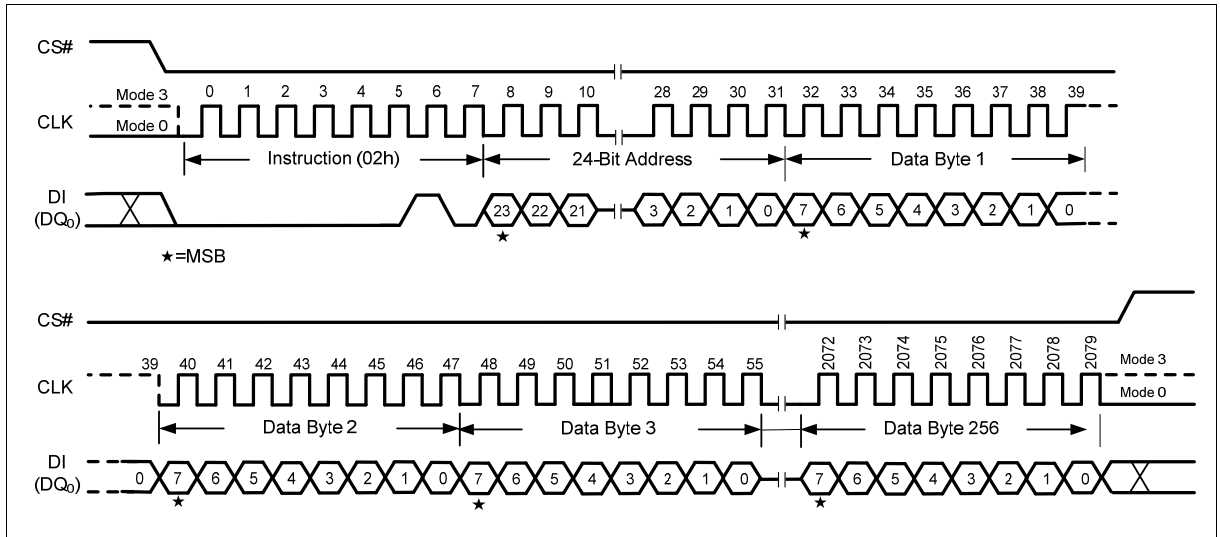 CS#
Mode 3 0 1 2 3 4 5 6 7 8 9 10 28 29 30 31 32 33 34 35 36 37 38 39
CLK
Mode 0
Instruction (02h) 24-Bit Address Data Byte 1
DI
(DQ0) 23 22 21 3 2 1 0 7 6 5 4 3 2 1 0
★ ★
★=MSB
CS#
39 40 41 42 43 44 45 46 47 48 49 50 51 52 53 54 55 2072 2073 2074 2075 2076 2077 2078 2079 Mode 3
CLK Mode 0
Data Byte 2 Data Byte 3 Data Byte 256
DI
(DQ0) 0 7 6 5 4 3 2 1 0 7 6 5 4 3 2 1 0 7 6 5 4 3 2 1 0
★ ★ ★